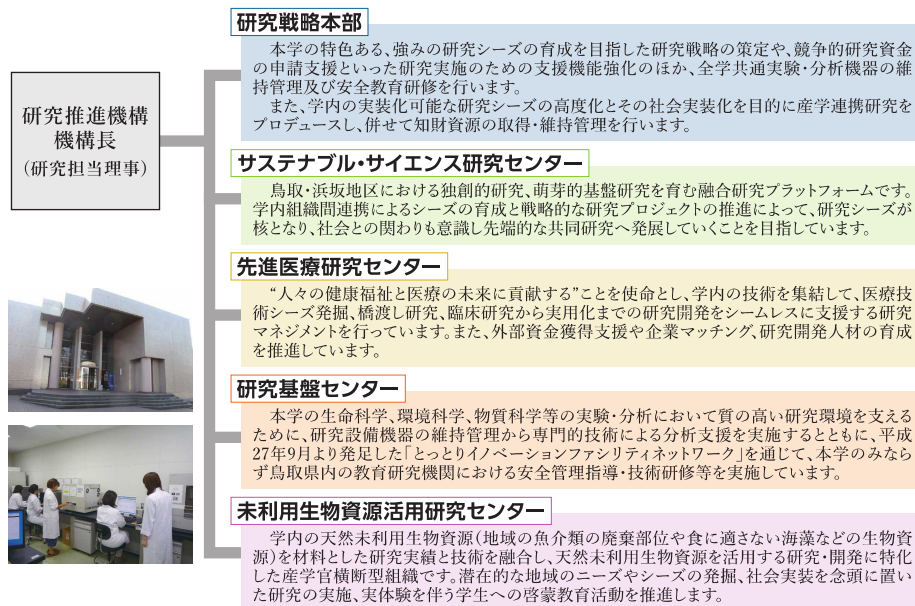 研究推進機構
機構長
(研究担当理事)
研究戦略本部
本学の特色ある、強みの研究シーズの育成を目指した研究戦略の策定や、競争的研究資金
の申請支援といった研究実施のための支援機能強化のほか、全学共通実験・分析機器の維
持管理及び安全教育研修を行います。
また、学内の実装化可能な研究シーズの高度化とその社会実装化を目的に産学連携研究を
プロデュースし、併せて知財資源の取得・維持管理を行います。
サステナブル・サイエンス研究センター
鳥取・浜坂地区における独創的研究、萌芽的基盤研究を育む融合研究プラットフォームです。
学内組織間連携によるシーズの育成と戦略的な研究プロジェクトの推進によって、研究シーズが
核となり、社会との関わりも意識し先端的な共同研究へ発展していくことを目指しています。
先進医療研究センター
“人々の健康福祉と医療の未来に貢献する”ことを使命とし、学内の技術を集結して、医療技
術シーズ発掘、橋渡し研究、臨床研究から実用化までの研究開発をシームレスに支援する研究
マネジメントを行っています。また、外部資金獲得支援や企業マッチング、研究開発人材の育成
を推進しています。
研究基盤センター
本学の生命科学、環境科学、物質科学等の実験・分析において質の高い研究環境を支える
ために、研究設備機器の維持管理から専門的技術による分析支援を実施するとともに、平成
27年9月より発足した「とっとりイノベーションファシリティネットワーク」を通じて、本学のみなら
ず鳥取県内の教育研究機関における安全管理指導・技術研修等を実施しています。
未利用生物資源活用研究センター
学内の天然未利用生物資源(地域の魚介類の廃棄部位や食に適さない海藻などの生物資
源)を材料とした研究実績と技術を融合し、天然未利用生物資源を活用する研究・開発に特化
した産学官横断型組織です。潜在的な地域のニーズやシーズの発掘、社会実装を念頭に置い
た研究の実施、実体験を伴う学生への啓蒙教育活動を推進します。